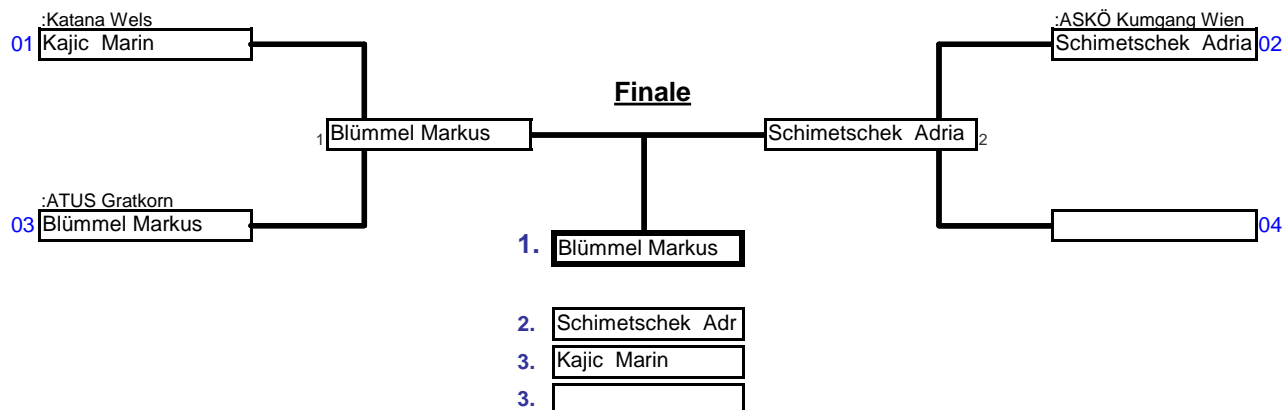 :Katana Wels
01 Kajic Marin
:ASKÖ Kumgang Wien
Schimetschek Adria 02
Finale
1 Blümmel Markus
Schimetschek Adria 2
:ATUS Gratkorn
03 Blümmel Markus
04
1. Blümmel Markus
2. Schimetschek Adr
3. Kajic Marin
3.